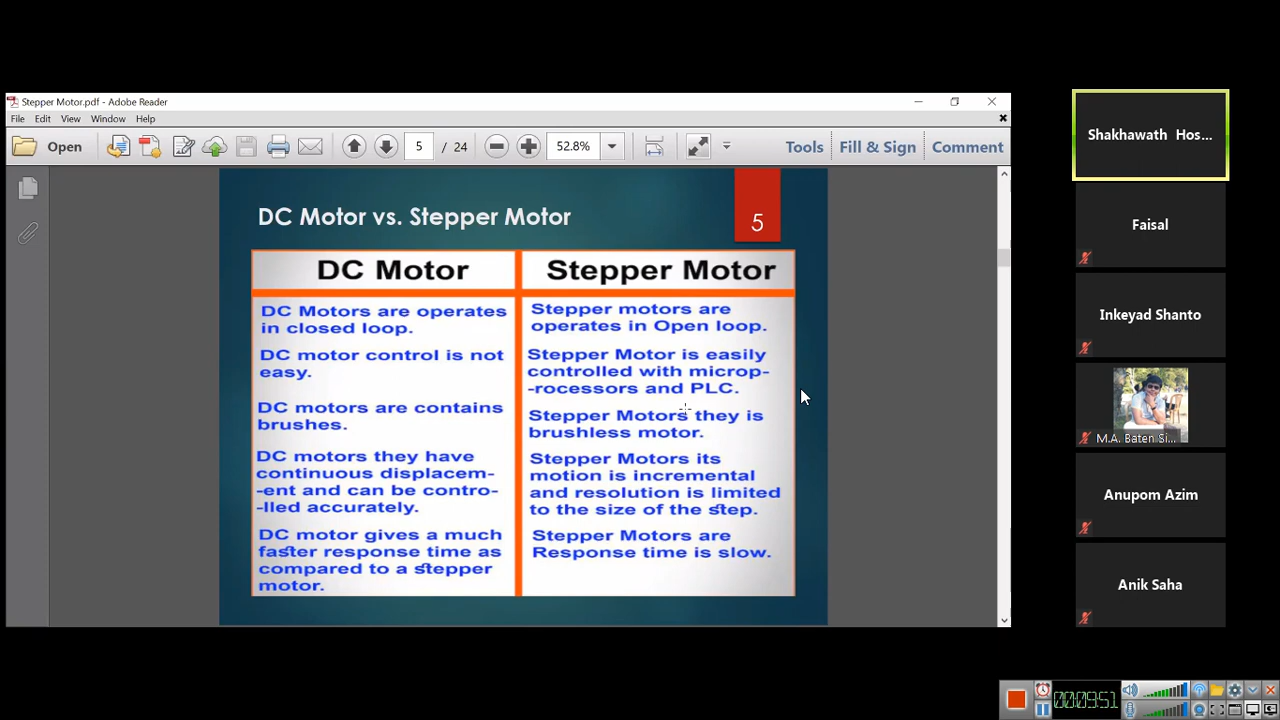 Stepper Motor.pdf - Adobe Reader
File Edit View Window Help
Open 5 / 24 52.8% Tools Fill & Sign Comment
DC Motor vs. Stepper Motor
5
DC Motor
Stepper Motor
DC Motors are operates
in closed loop.
DC motor control is not
easy.
DC motors are contains
brushes.
DC motors they have
continuous displacem-
-ent and can be contro-
-lled accurately.
DC motor gives a much
faster response time as
compared to a stepper
motor.
Stepper motors are
operates in Open loop.
Stepper Motor is easily
controlled with microp-
-rocessors and PLC.
Stepper Motors they is
brushless motor.
Stepper Motors its
motion is incremental
and resolution is limited
to the size of the step.
Stepper Motors are
Response time is slow.
Shakhawath Hos...
Faisal
Inkeyad Shanto
M.A. Baten Si...
Anupom Azim
Anik Saha
00:09:51